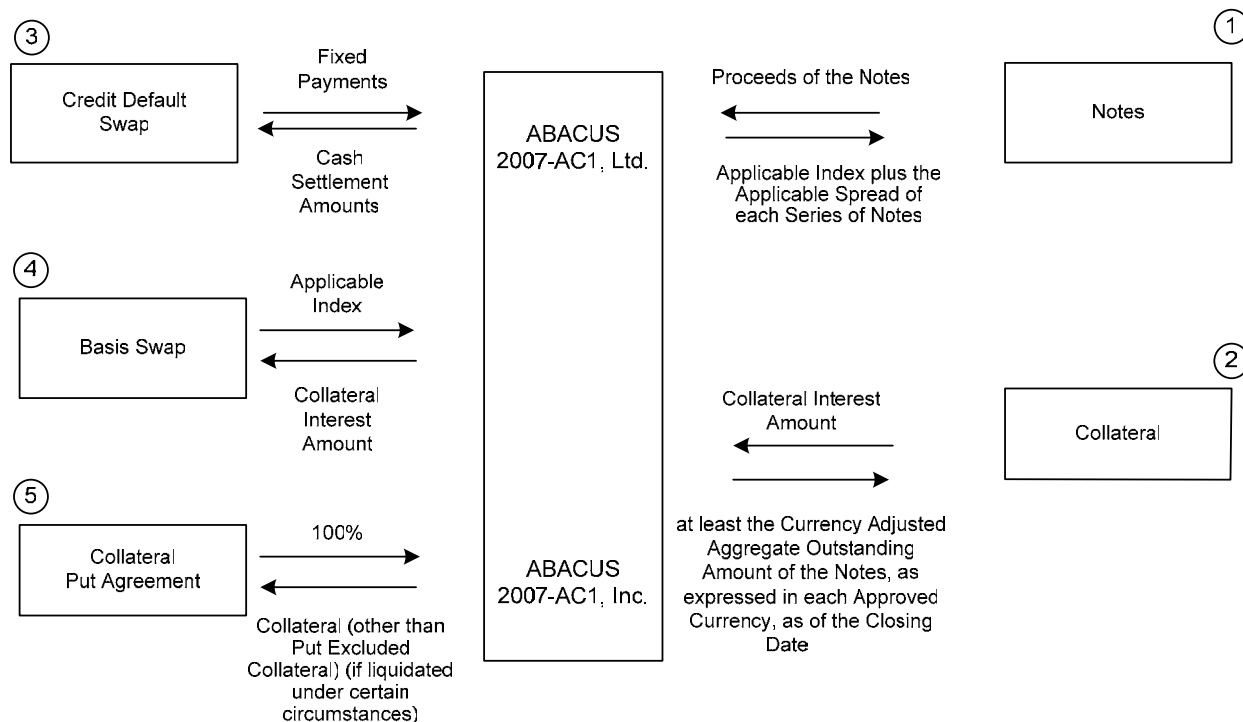 3
Credit Default
Swap
Fixed
Payments
Cash
Settlement
Amounts
4
Basis Swap
Applicable
Index
Collateral
Interest
Amount
5
Collateral
Put Agreement
100%
Collateral (other than
Put Excluded
Collateral) (if liquidated
under certain
circumstances)
ABACUS
2007-AC1, Ltd.
ABACUS
2007-AC1, Inc.
1
Notes
Proceeds of the Notes
Applicable Index plus the
Applicable Spread of
each Series of Notes
2
Collateral
Collateral Interest
Amount
at least the Currency Adjusted
Aggregate Outstanding
Amount of the Notes, as
expressed in each Approved
Currency, as of the Closing
Date